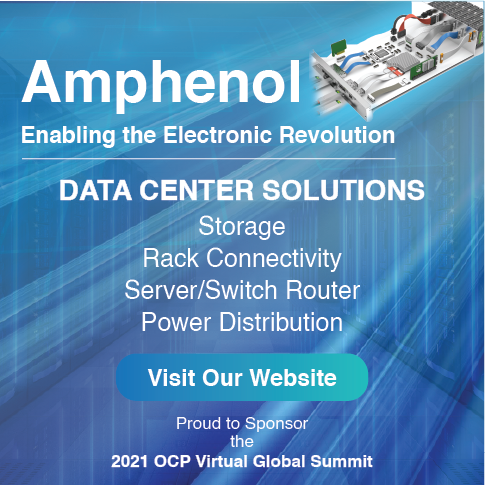 Amphenol
Enabling the Electronic Revolution
DATA CENTER SOLUTIONS
Storage
Rack Connectivity
Server/Switch Router
Power Distribution
Visit Our Website
Proud to Sponsor
the
2021 OCP Virtual Global Summit